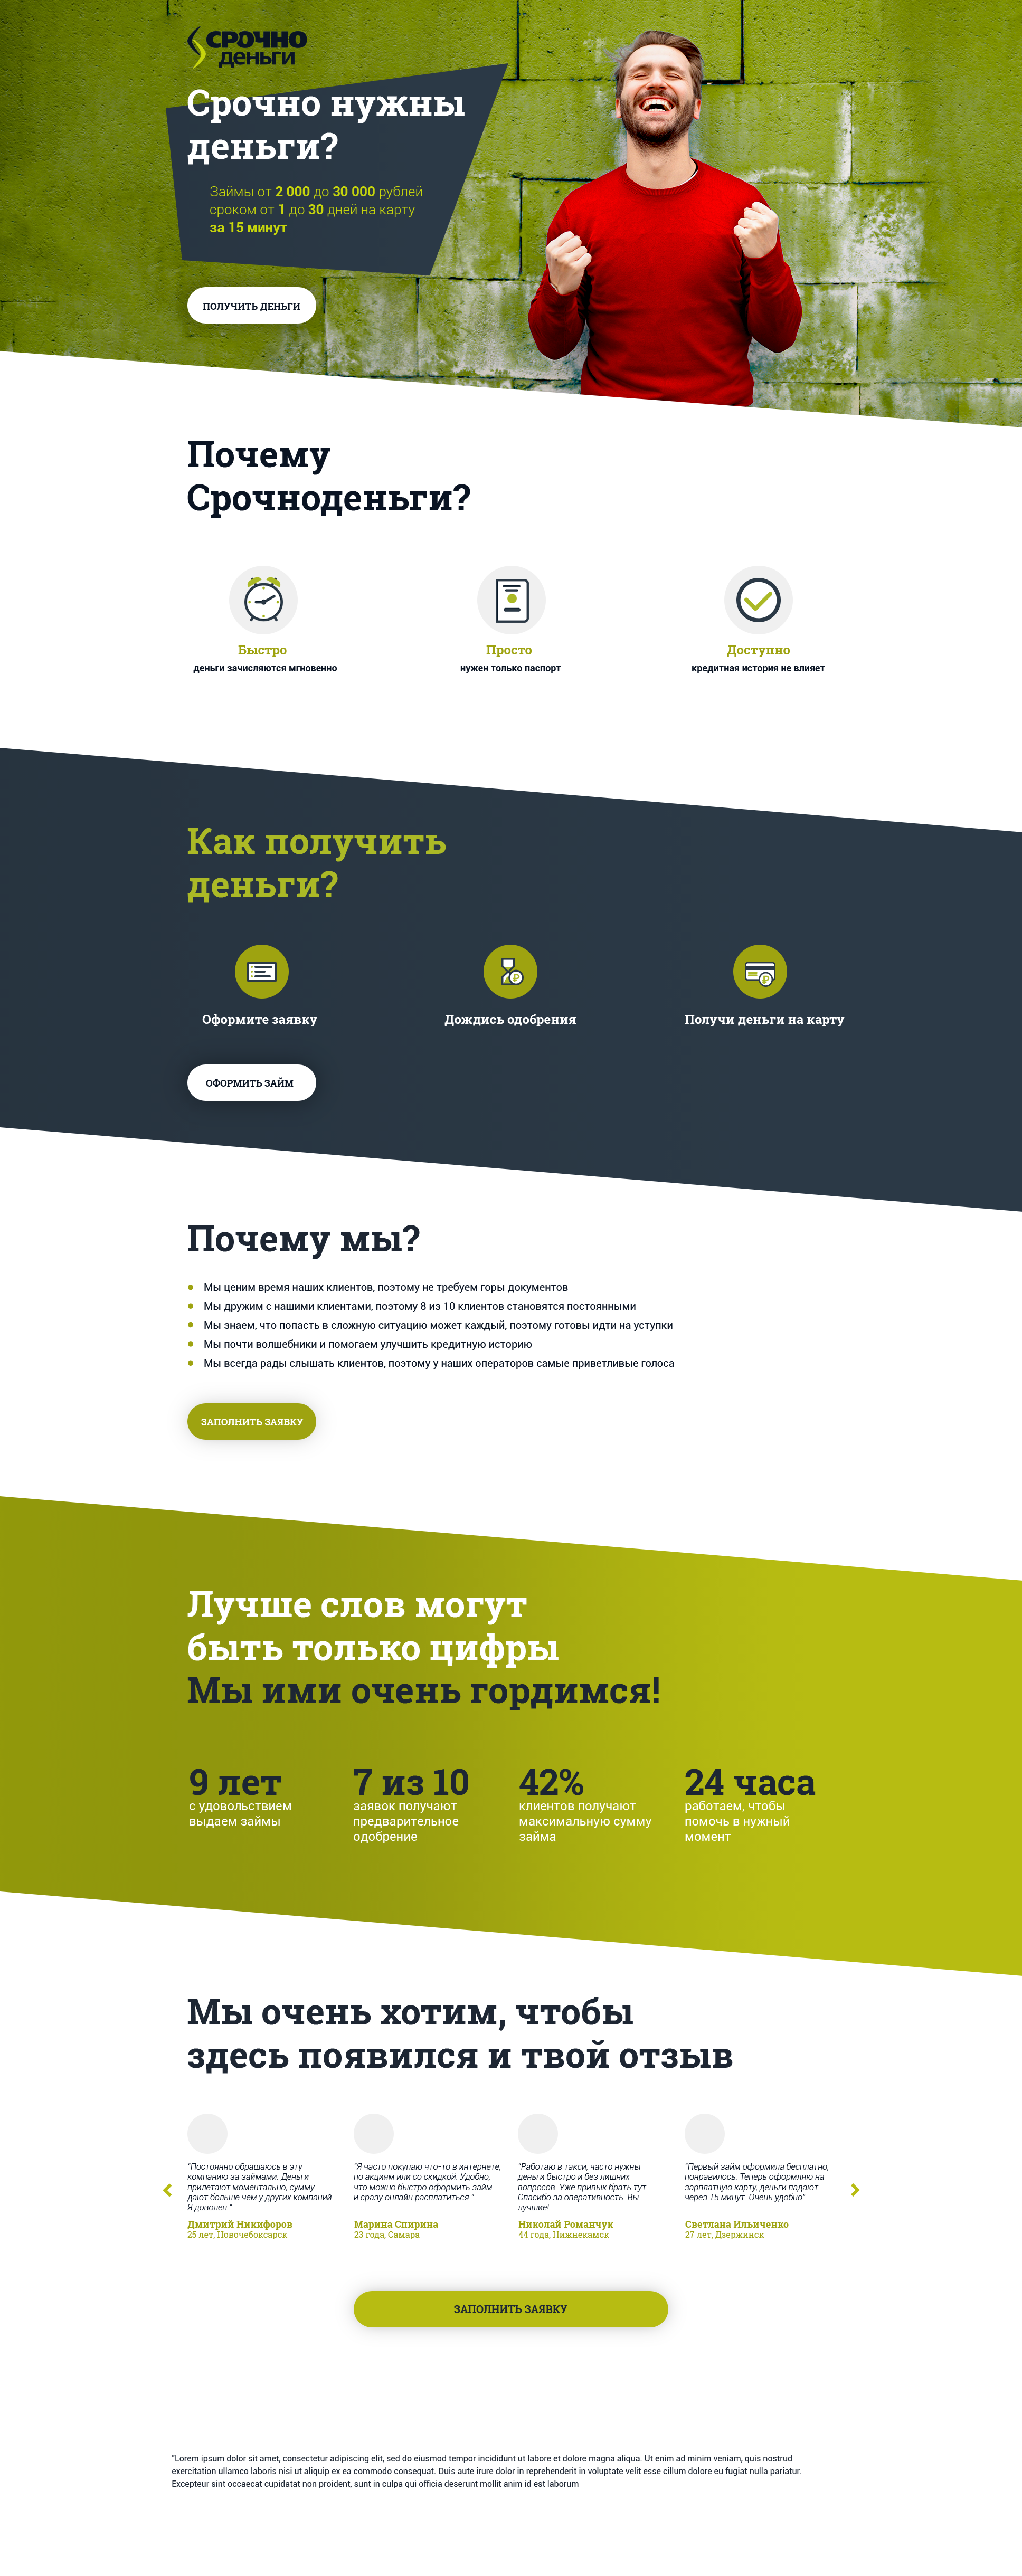 СРОЧНО
деньги
Срочно нужны
деньги?
Займы от 2 000 до 30 000 рублей
сроком от 1 до 30 дней на карту
за 15 минут
ПОЛУЧИТЬ ДЕНЬГИ
Почему
Срочноденьги?
Быстро
деньги зачисляются мгновенно
Просто
нужен только паспорт
Доступно
кредитная история не влияет
Как получить
деньги?
Оформите заявку
Дождись одобрения
Получи деньги на карту
ОФОРМИТЬ ЗАЙМ
Почему мы?
Мы ценим время наших клиентов, поэтому не требуем горы документов
Мы дружим с нашими клиентами, поэтому 8 из 10 клиентов становятся постоянными
Мы знаем, что попасть в сложную ситуацию может каждый, поэтому готовы идти на уступки
Мы почти волшебники и помогаем улучшить кредитную историю
Мы всегда рады слышать клиентов, поэтому у наших операторов самые приветливые голоса
ЗАПОЛНИТЬ ЗАЯВКУ
Лучше слов могут
быть только цифры
Мы ими очень гордимся!
9 лет
с удовольствием
выдаем займы
7 из 10
заявок получают
предварительное
одобрение
42%
клиентов получают
максимальную сумму
займа
24 часа
работаем, чтобы
помочь в нужный
момент
Мы очень хотим, чтобы
здесь появился и твой отзыв
"Постоянно обращаюсь в эту
компанию за займами. Деньги
прилетают моментально, сумму
дают больше чем у других компаний.
Я доволен."
Дмитрий Никифоров
25 лет, Новочебоксарск
"Я часто покупаю что-то в интернете,
по акциям или со скидкой. Удобно,
что можно быстро оформить займ
и сразу онлайн расплатиться."
Марина Спирина
23 года, Самара
"Работаю в такси, часто нужны
деньги быстро и без лишних
вопросов. Уже привык брать тут.
Спасибо за оперативность. Вы
лучшие!
Николай Романчук
44 года, Нижнекамск
"Первый займ оформила бесплатно,
понравилось. Теперь оформляю на
зарплатную карту, деньги падают
через 15 минут. Очень удобно"
Светлана Ильиченко
27 лет, Дзержинск
ЗАПОЛНИТЬ ЗАЯВКУ
"Lorem ipsum dolor sit amet, consectetur adipiscing elit, sed do eiusmod tempor incididunt ut labore et dolore magna aliqua. Ut enim ad minim veniam, quis nostrud
exercitation ullamco laboris nisi ut aliquip ex ea commodo consequat. Duis aute irure dolor in reprehenderit in voluptate velit esse cillum dolore eu fugiat nulla pariatur.
Excepteur sint occaecat cupidatat non proident, sunt in culpa qui officia deserunt mollit anim id est laborum